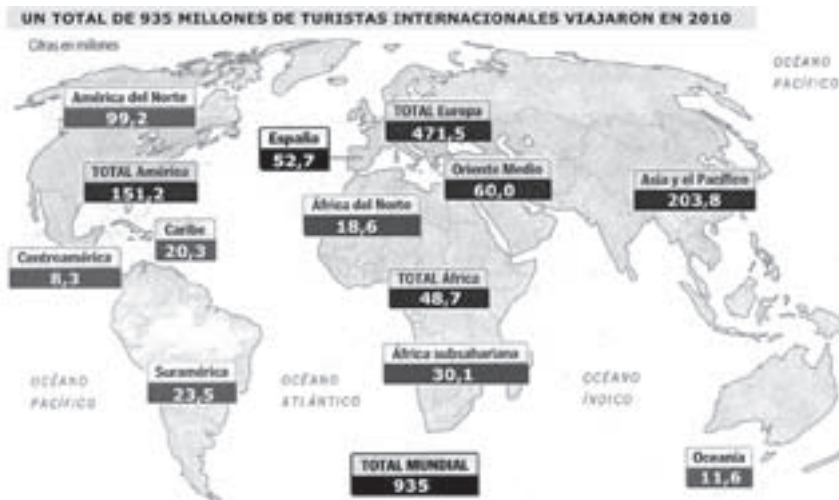 UN TOTAL DE 935 MILLONES DE TURISTAS INTERNACIONALES VIAJARON EN 2010
Cifras en millones
OCÉANO
PACÍFICO
América del Norte
99,2
TOTAL Europa
471,5
España
52,7
TOTAL América
151,2
Oriente Medio
60,0
Asia y el Pacífico
203,8
África del Norte
18,6
Caribe
20,3
Centroamérica
8,3
TOTAL África
48,7
África subsahariana
30,1
Suramérica
23,5
OCÉANO
PACÍFICO
OCÉANO
ATLÁNTICO
OCÉANO
ÍNDICO
TOTAL MUNDIAL
935
Oceanía
11,6